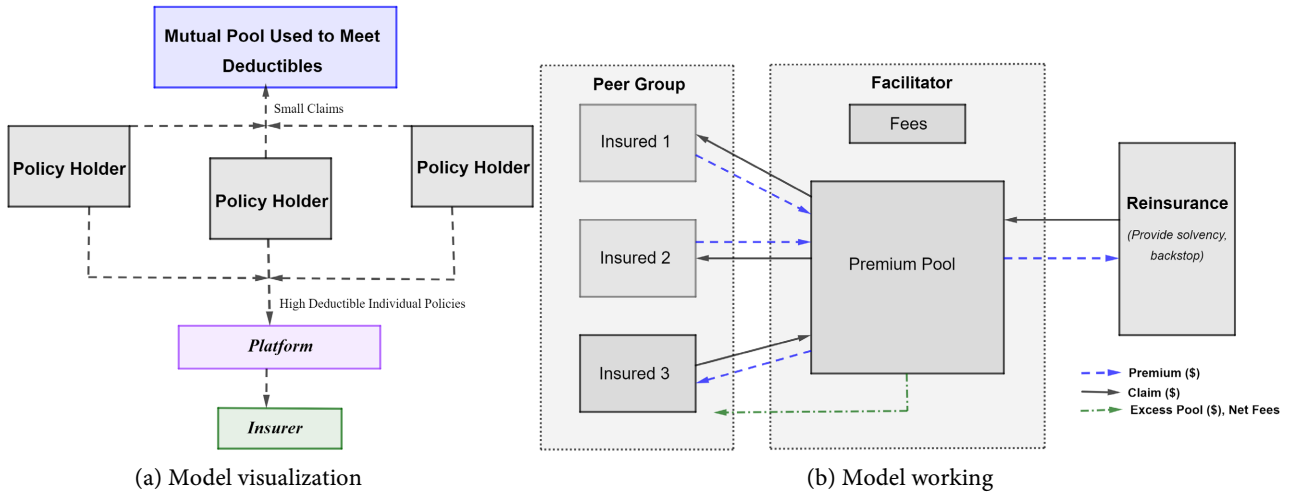 Mutual Pool Used to Meet
Deductibles
Small Claims
Policy Holder
Policy Holder
Policy Holder
High Deductible Individual Policies
Platform
Insurer
(a) Model visualization
Peer Group
Insured 1
Insured 2
Insured 3
Facilitator
Fees
Premium Pool
Reinsurance
(Provide solvency,
backstop)
Premium ($)
Claim ($)
Excess Pool ($), Net Fees
(b) Model working